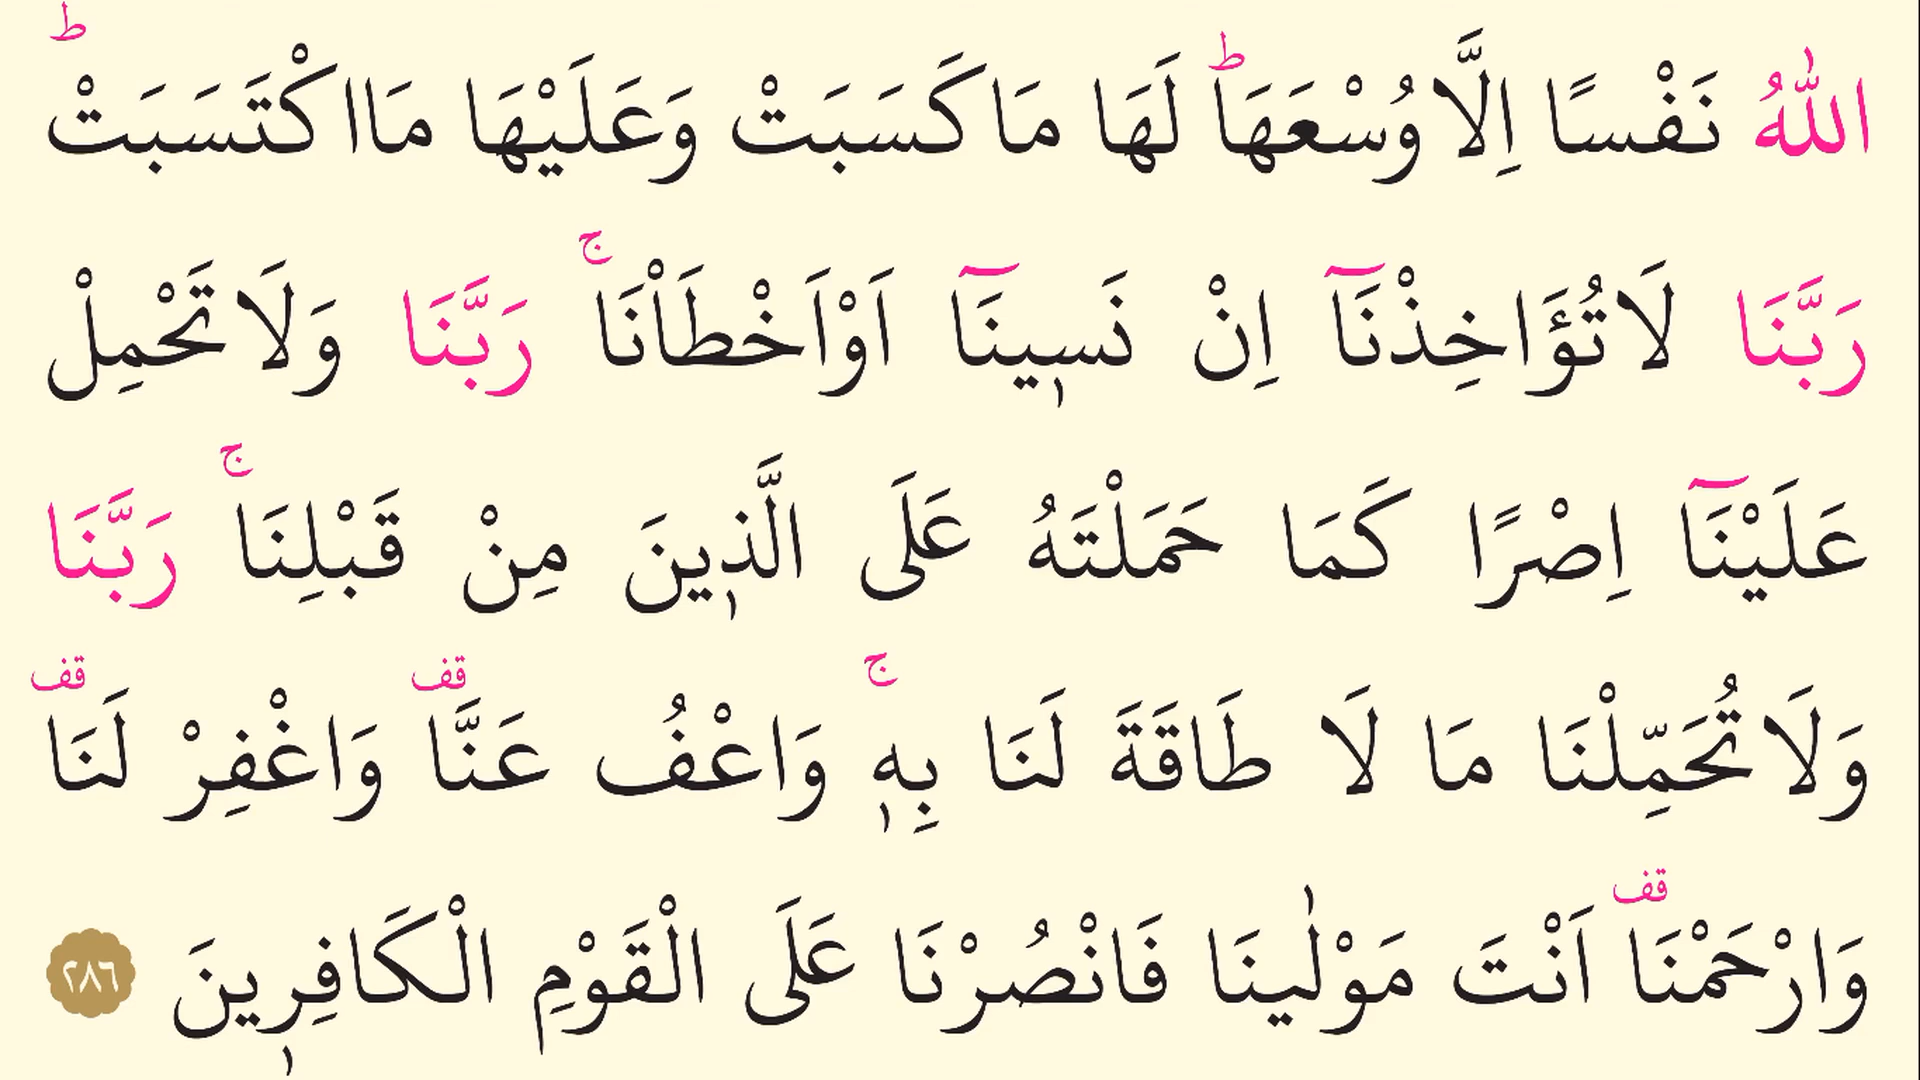 اللّٰهُ نَفْسًا اِلَّا وُسْعَهَاۜ لَهَا مَا كَسَبَتْ وَعَلَيْهَا مَا اكْتَسَبَتْۜ ط
رَبَّنَا لَا تُؤَاخِذْنَٓا اِنْ نَس۪ينَٓا اَوْ اَخْطَاْنَاۚ رَبَّنَا وَلَا تَحْمِلْ
عَلَيْنَٓا اِصْرًا كَمَا حَمَلْتَهُ عَلَى الَّذ۪ينَ مِنْ قَبْلِنَاۚ رَبَّنَا
وَلَا تُحَمِّلْنَا مَا لَا طَاقَةَ لَنَا بِه۪ۚ وَاعْفُ عَنَّا۠ وَاغْفِرْ لَنَا۠
وَارْحَمْنَا۠ اَنْتَ مَوْلٰينَا فَانْصُرْنَا عَلَى الْقَوْمِ الْكَافِر۪ينَ ٢٨٦